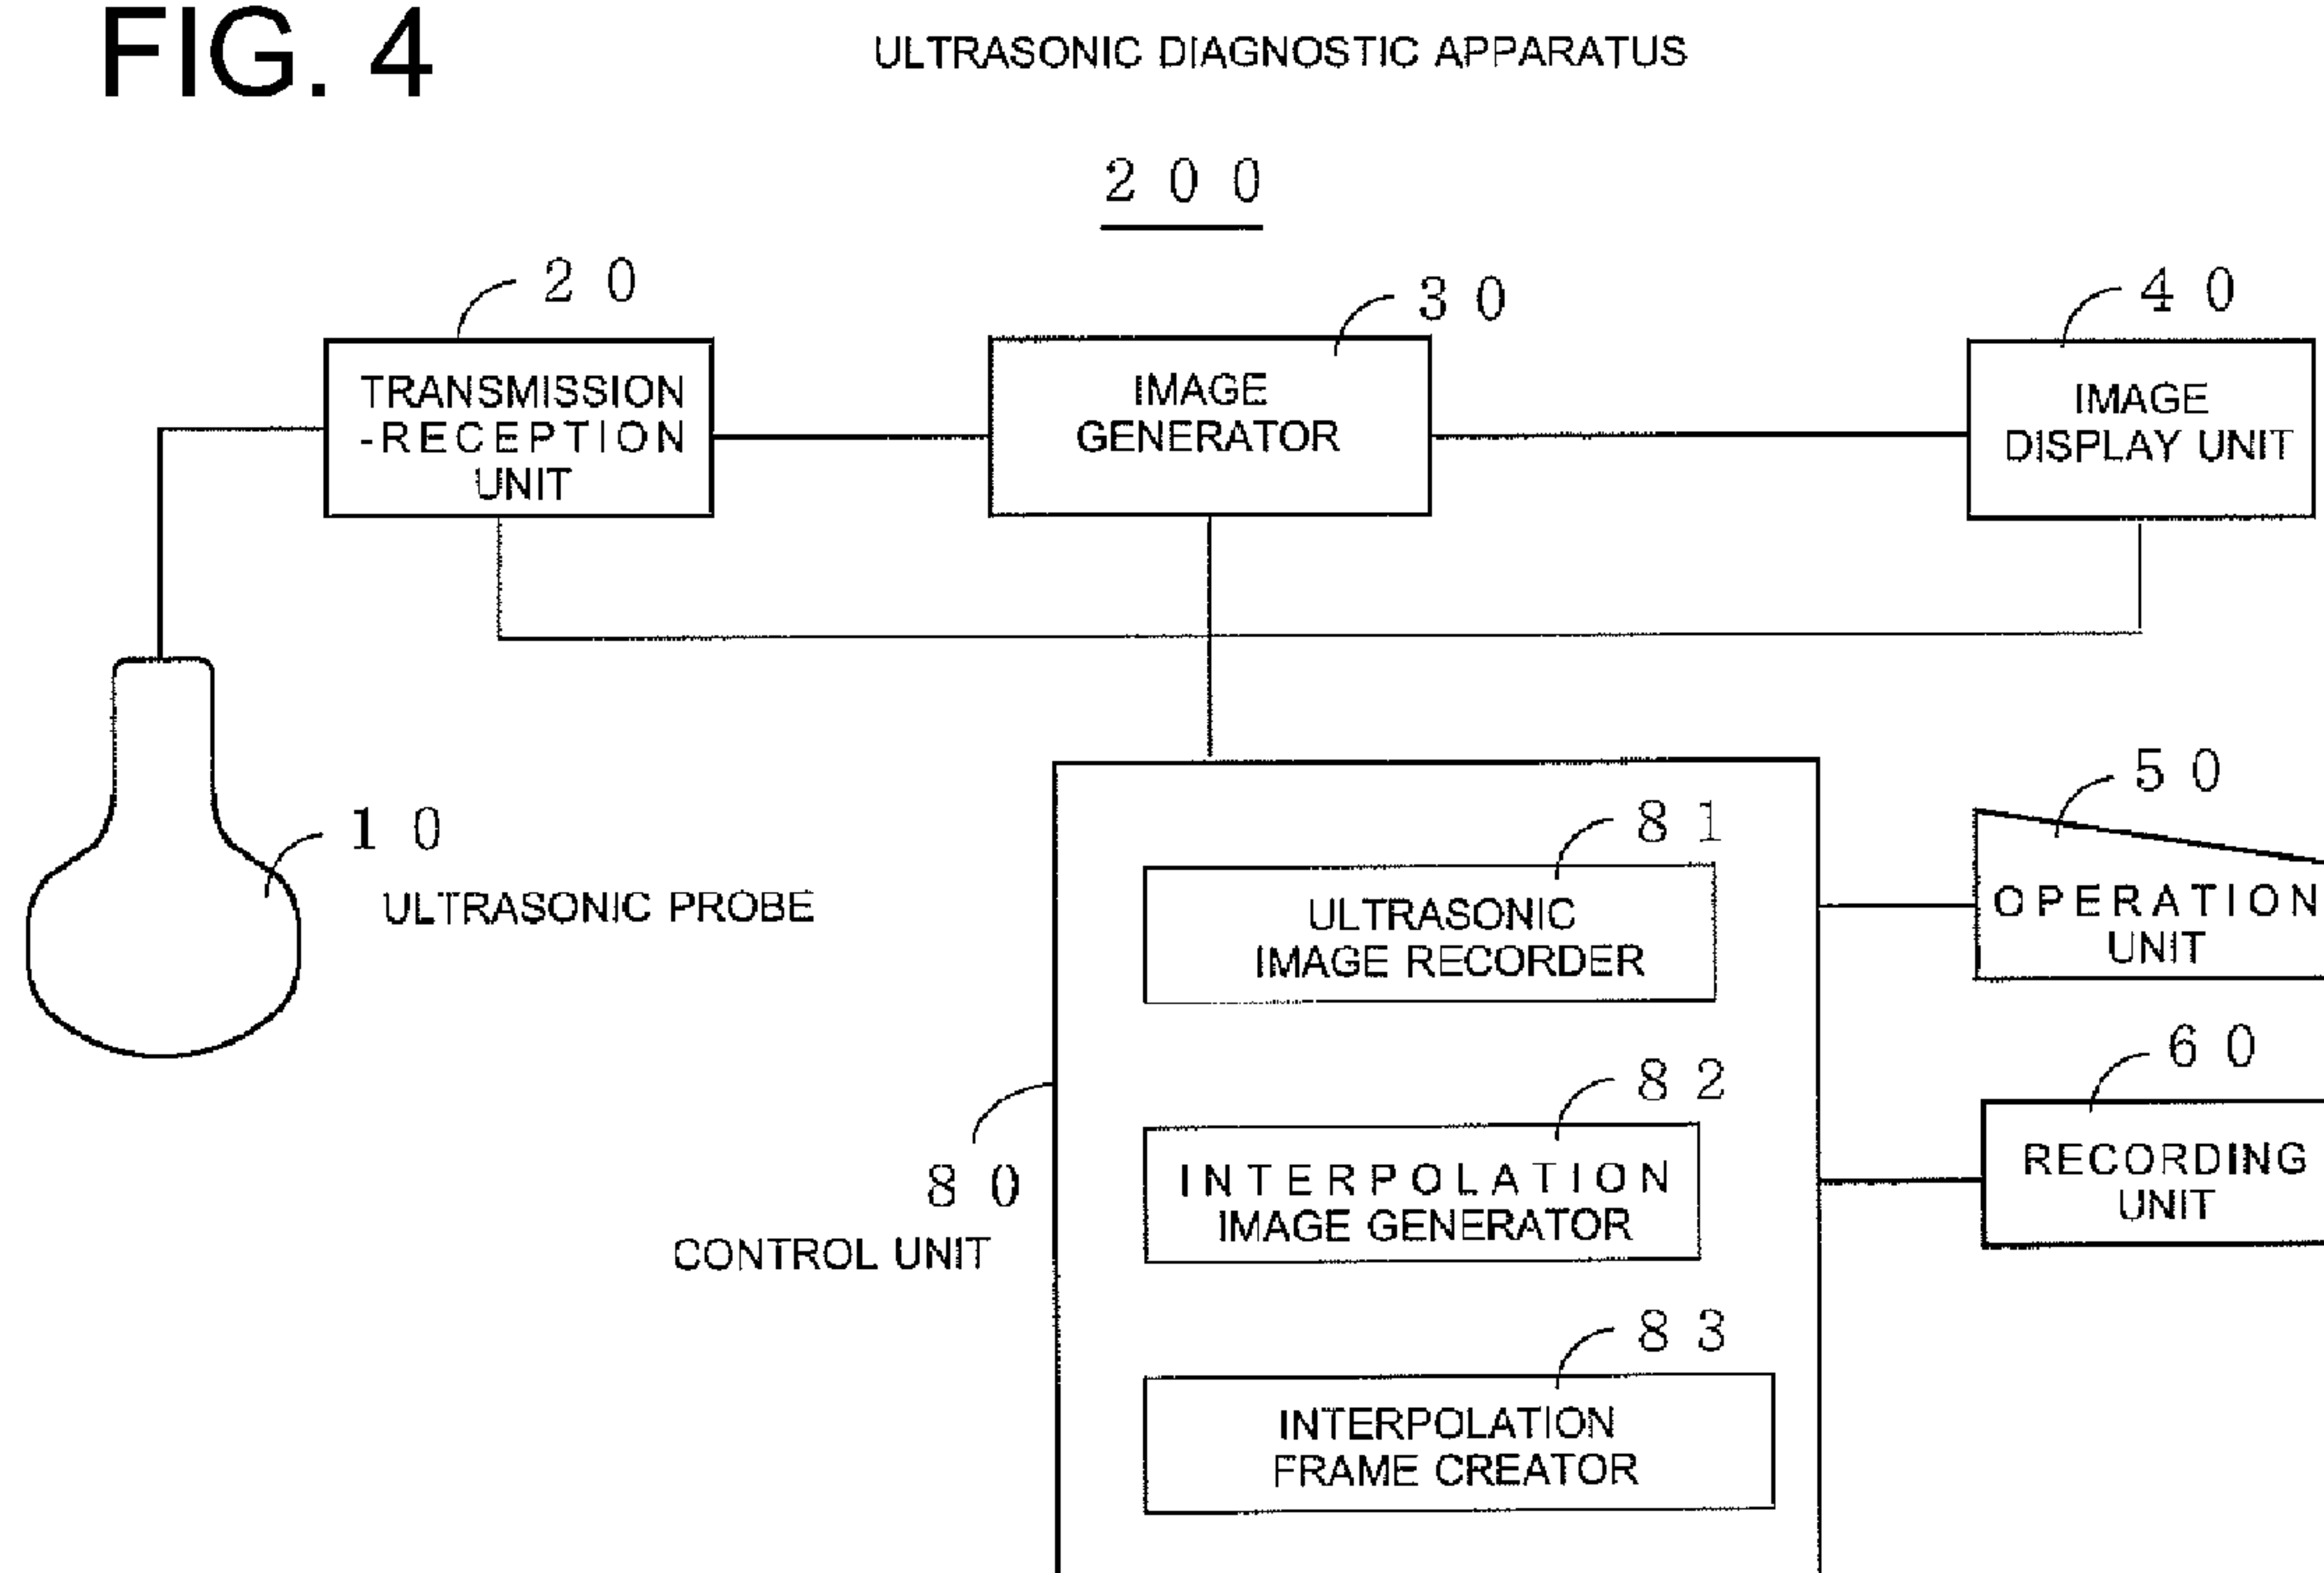 FIG. 4
ULTRASONIC DIAGNOSTIC APPARATUS
200
20
30
40
TRANSMISSION
-RECEPTION
UNIT
IMAGE
GENERATOR
IMAGE
DISPLAY UNIT
10
ULTRASONIC PROBE
81
ULTRASONIC
IMAGE RECORDER
50
OPERATION
UNIT
82
INTERPOLATION
IMAGE GENERATOR
60
RECORDING
UNIT
80
CONTROL UNIT
83
INTERPOLATION
FRAME CREATOR